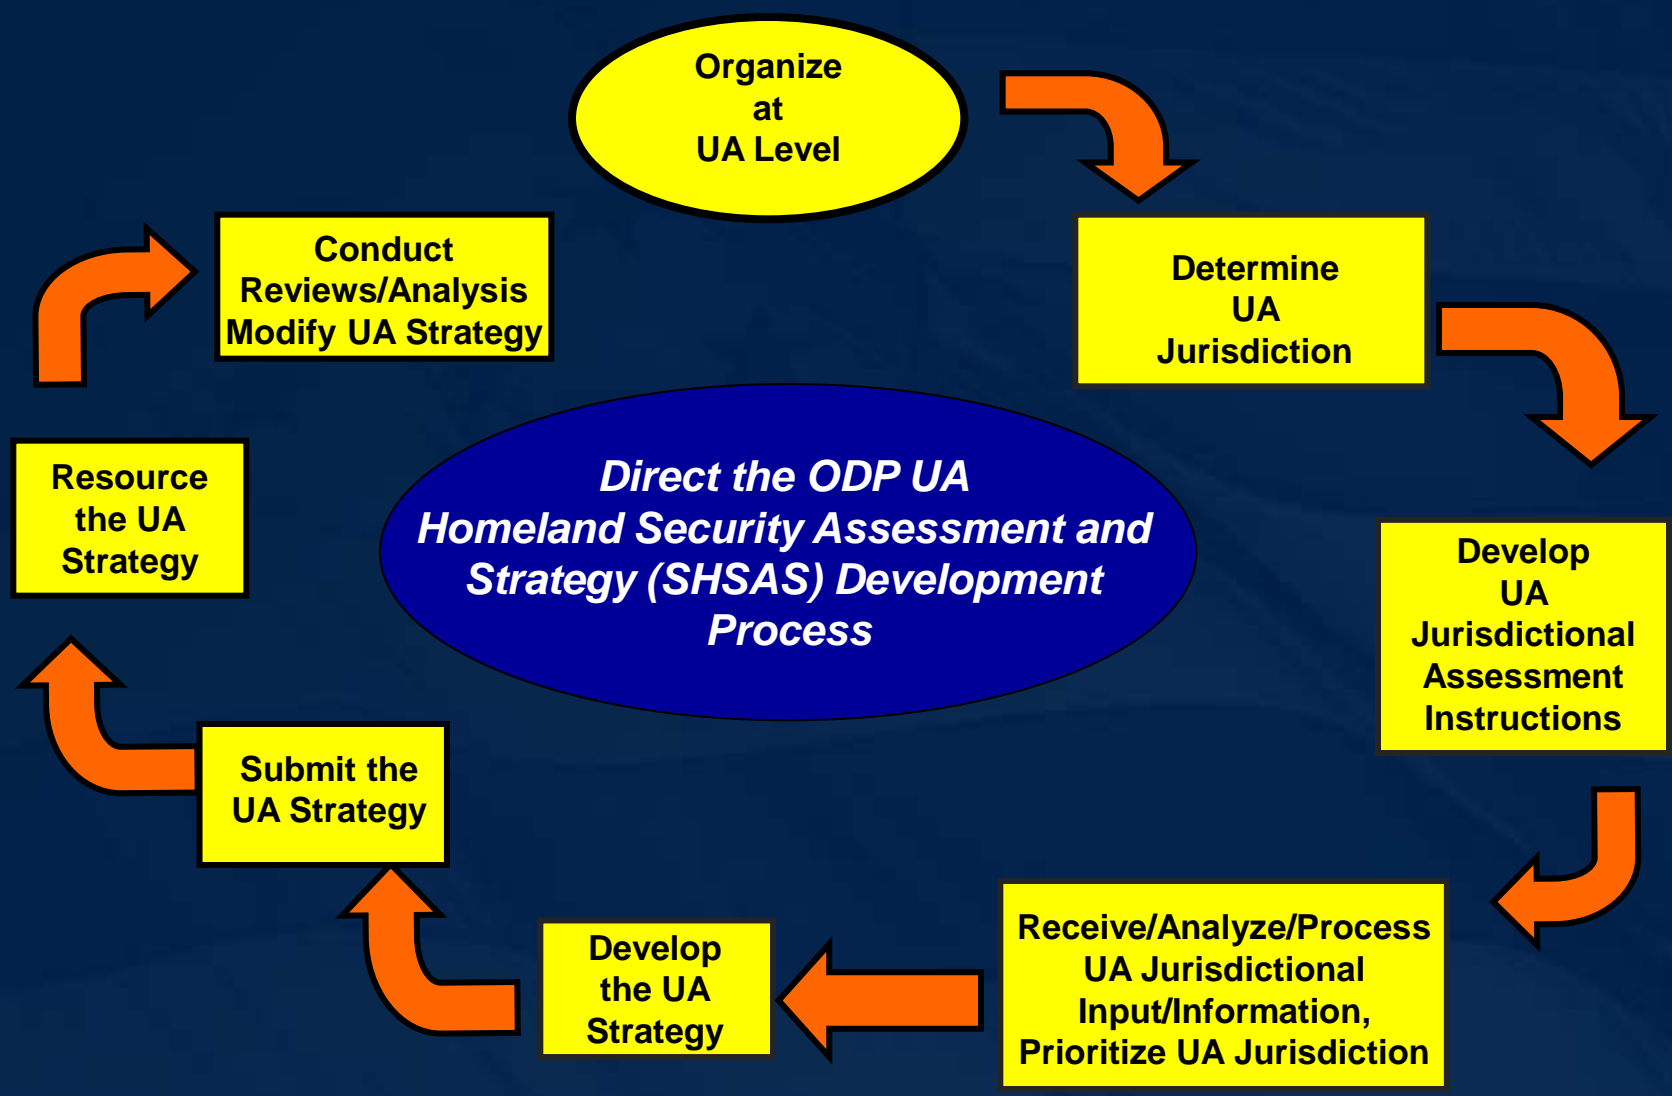 Organize
at
UA Level
Determine
UA
Jurisdiction
Develop
UA
Jurisdictional
Assessment
Instructions
Receive/Analyze/Process
UA Jurisdictional
Input/Information,
Prioritize UA Jurisdiction
Develop
the UA
Strategy
Submit the
UA Strategy
Resource
the UA
Strategy
Conduct
Reviews/Analysis
Modify UA Strategy
Direct the ODP UA
Homeland Security Assessment and
Strategy (SHSAS) Development
Process